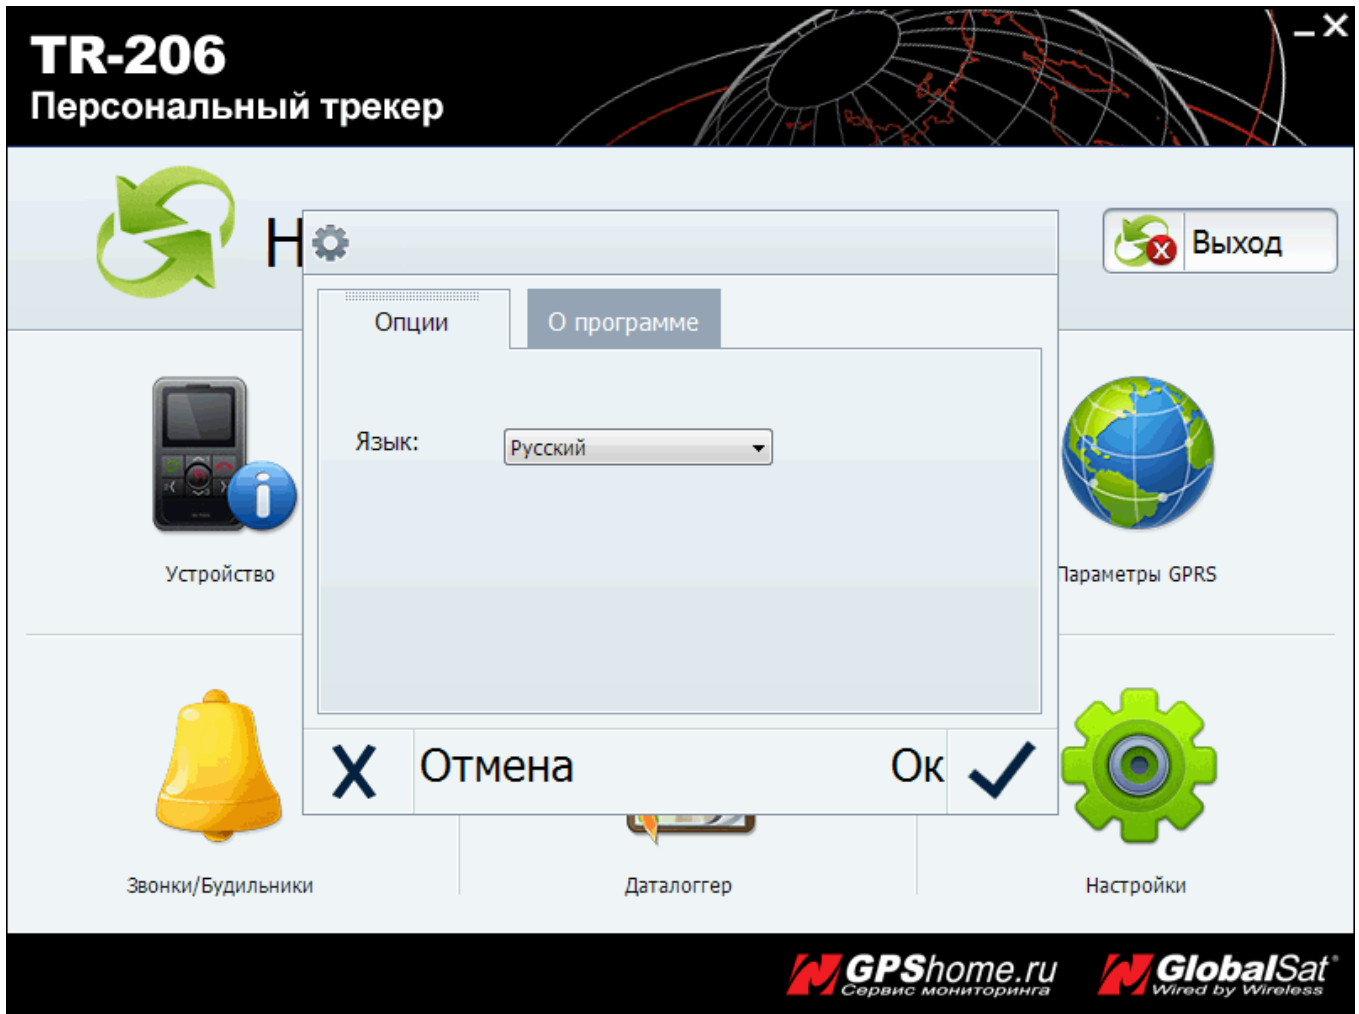 TR-206
Персональный трекер
Н
Выход
Опции
О программе
Язык:
Русский
Устройство
Параметры GPRS
Отмена
Ок
Звонки/Будильники
Даталоггер
Настройки
GPShome.ru
Сервис мониторинга
GlobalSat
Wired by Wireless